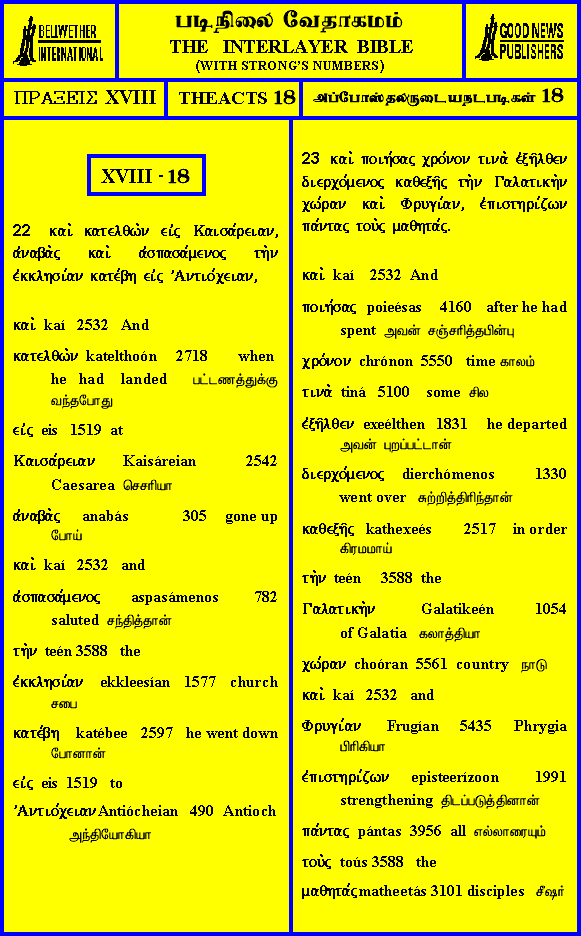 BELLWETHER
INTERNATIONAL
படிநிலை வேதாகமம்
THE INTERLAYER BIBLE
(WITH STRONG'S NUMBERS)
GOOD NEWS
PUBLISHERS
ΠΡΑΞΕΙΣ XVIII
THEACTS 18
அப்போஸ்தலருடையநடபடிகள் 18
XVIII - 18
22 καὶ κατελθὼν εἰς Καισάρειαν,
ἀναβὰς καὶ ἀσπασάμενος τὴν
ἐκκλησίαν κατέβη εἰς Ἀντιόχειαν,
καὶ kaí 2532 And
κατελθὼν katelthoón 2718 when
he had landed பட்டணத்துக்கு
வந்தபோது
εἰς eis 1519 at
Καισάρειαν Kaisáreian 2542
Caesarea செசரியா
ἀναβὰς anabás 305 gone up
போய்
καὶ kaí 2532 and
ἀσπασάμενος aspasámenos 782
saluted சந்தித்தான்
τὴν teén 3588 the
ἐκκλησίαν ekkleesían 1577 church
சபை
κατέβη katébee 2597 he went down
போனான்
εἰς eis 1519 to
Ἀντιόχειαν Antiócheian 490 Antioch
அந்தியோகியா
23 καὶ ποιήσας χρόνον τινὰ ἐξῆλθεν
διερχόμενος καθεξῆς τὴν Γαλατικὴν
χώραν καὶ Φρυγίαν, ἐπιστηρίζων
πάντας τοὺς μαθητάς.
καὶ kaí 2532 And
ποιήσας poieésas 4160 after he had
spent அவன் சஞ்சரித்தபின்பு
χρόνον chrónon 5550 time காலம்
τινὰ tiná 5100 some சில
ἐξῆλθεν exeélthen 1831 he departed
அவன் புறப்பட்டான்
διερχόμενος dierchómenos 1330
went over சுற்றித்திரிந்தான்
καθεξῆς kathexeés 2517 in order
கிரமமாய்
τὴν teén 3588 the
Γαλατικὴν Galatikeén 1054
of Galatia கலாத்தியா
χώραν choóran 5561 country நாடு
καὶ kaí 2532 and
Φρυγίαν Frugían 5435 Phrygia
பிரிகியா
ἐπιστηρίζων episteerízoon 1991
strengthening திடப்படுத்தினான்
πάντας pántas 3956 all எல்லாரையும்
τοὺς toús 3588 the
μαθητάς matheetás 3101 disciples சீஷர்